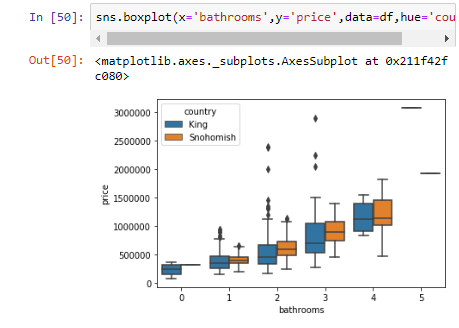 In [50]: sns.boxplot(x='bathrooms',y='price',data=df,hue='cou
Out[50]: <matplotlib.axes._subplots.AxesSubplot at 0x211f42f
c080>
country
King
Snohomish
3000000
2500000
2000000
1500000
1000000
500000
0
price
0 1 2 3 4 5
bathrooms